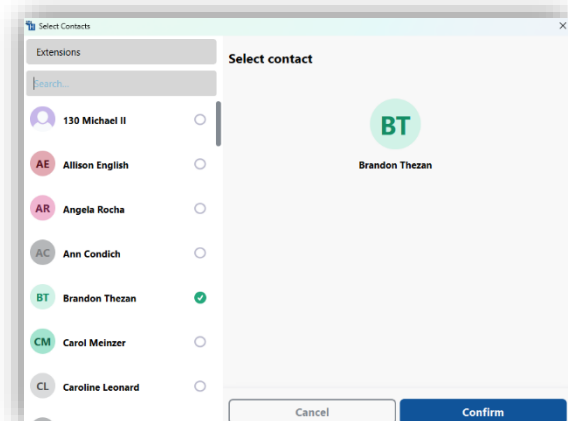 Select Contacts
Extensions
Search...
130 Michael II
AE Allison English
AR Angela Rocha
AC Ann Condich
BT Brandon Thezan
CM Carol Meinzer
CL Caroline Leonard
Select contact
BT
Brandon Thezan
Cancel
Confirm